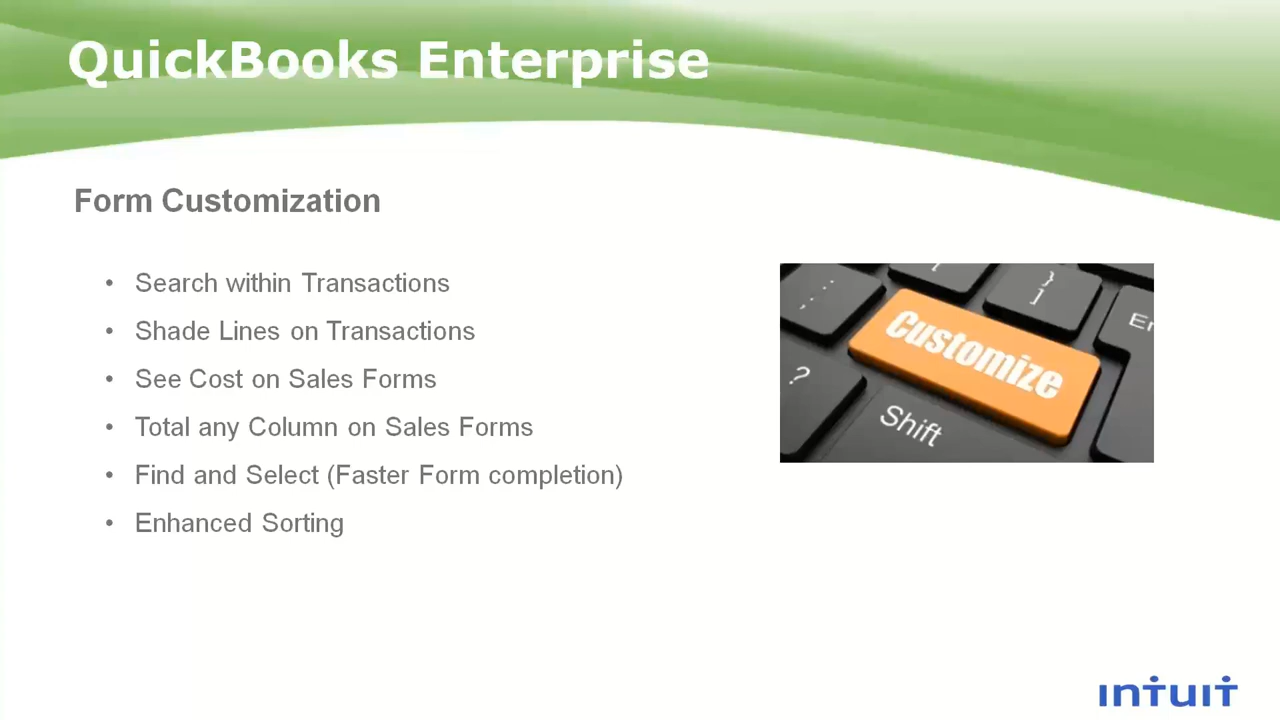 QuickBooks Enterprise
Form Customization
• Search within Transactions
• Shade Lines on Transactions
• See Cost on Sales Forms
• Total any Column on Sales Forms
• Find and Select (Faster Form completion)
• Enhanced Sorting
}
]
Customize
?
Shift
intuit